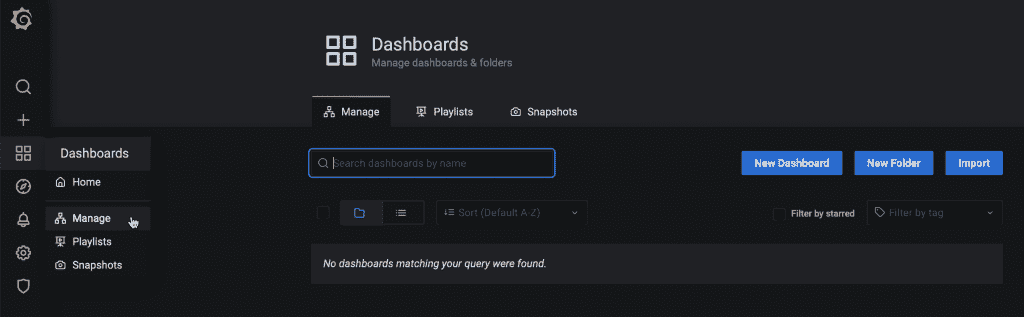 Dashboards
Manage dashboards & folders
Manage
Playlists
Snapshots
Dashboards
Home
Manage
Playlists
Snapshots
Search dashboards by name
New Dashboard
New Folder
Import
Sort (Default A-Z)
Filter by starred
Filter by tag
No dashboards matching your query were found.